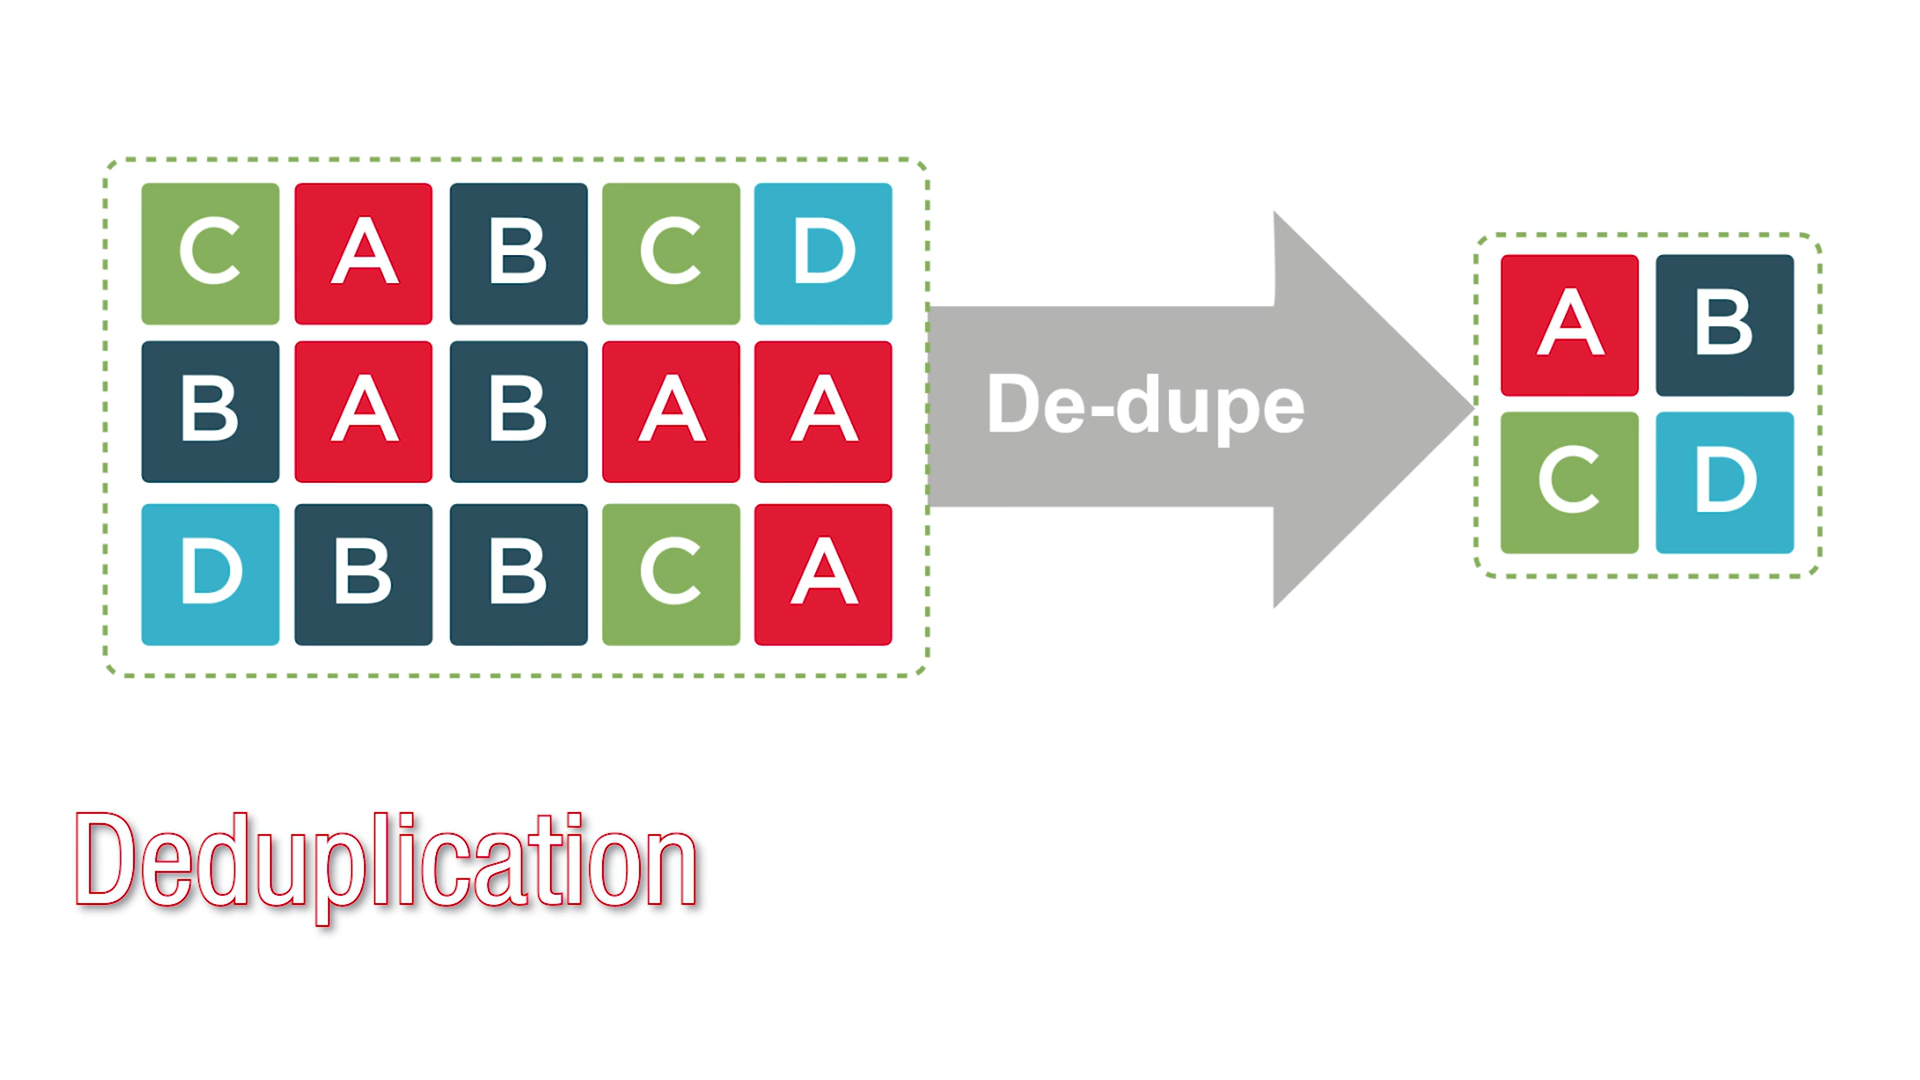 C A B C D
B A B A A
D B B C A
De-dupe
A B
C D
Deduplication